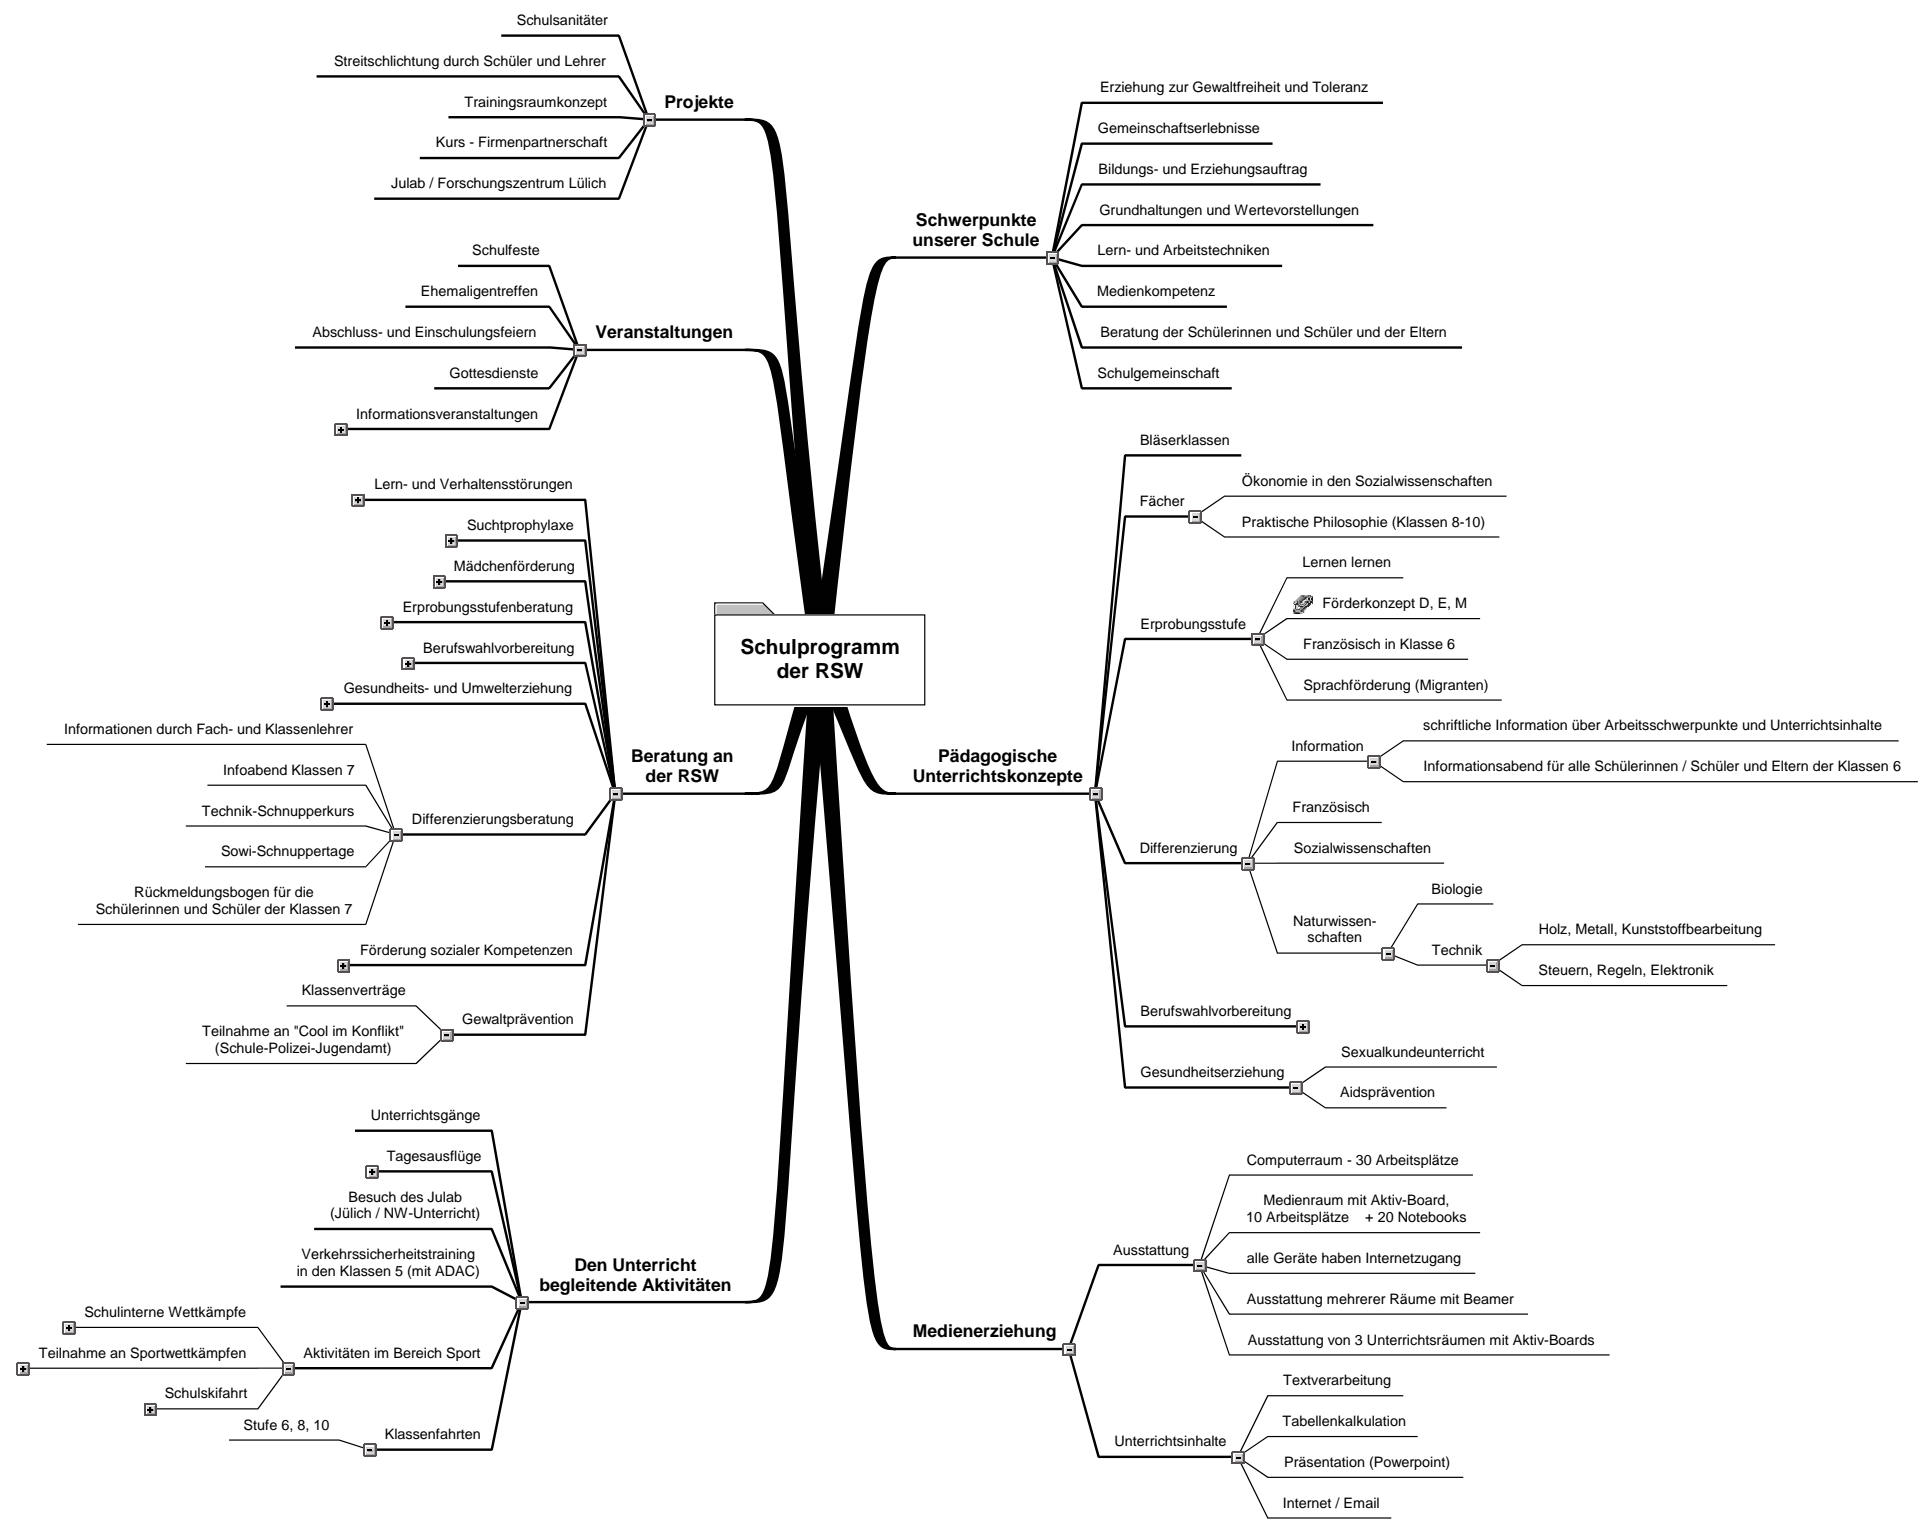 Schulprogramm
der RSW
Projekte
Schulsanitäter
Streitschlichtung durch Schüler und Lehrer
Trainingsraumkonzept
Kurs - Firmenpartnerschaft
Julab / Forschungszentrum Lülich
Veranstaltungen
Schulfeste
Ehemaligentreffen
Abschluss- und Einschulungsfeiern
Gottesdienste
Informationsveranstaltungen
Beratung an
der RSW
Lern- und Verhaltensstörungen
Suchtprophylaxe
Mädchenförderung
Erprobungsstufenberatung
Berufswahlvorbereitung
Gesundheits- und Umwelterziehung
Differenzierungsberatung
Informationen durch Fach- und Klassenlehrer
Infoabend Klassen 7
Technik-Schnupperkurs
Sowi-Schnuppertage
Rückmeldungsbogen für die
Schülerinnen und Schüler der Klassen 7
Förderung sozialer Kompetenzen
Gewaltprävention
Klassenverträge
Teilnahme an "Cool im Konflikt"
(Schule-Polizei-Jugendamt)
Den Unterricht
begleitende Aktivitäten
Unterrichtsgänge
Tagesausflüge
Besuch des Julab
(Jülich / NW-Unterricht)
Verkehrssicherheitstraining
in den Klassen 5 (mit ADAC)
Aktivitäten im Bereich Sport
Schulinterne Wettkämpfe
Teilnahme an Sportwettkämpfen
Schulskifahrt
Klassenfahrten
Stufe 6, 8, 10
Schwerpunkte
unserer Schule
Erziehung zur Gewaltfreiheit und Toleranz
Gemeinschaftserlebnisse
Bildungs- und Erziehungsauftrag
Grundhaltungen und Wertevorstellungen
Lern- und Arbeitstechniken
Medienkompetenz
Beratung der Schülerinnen und Schüler und der Eltern
Schulgemeinschaft
Pädagogische
Unterrichtskonzepte
Bläserklassen
Fächer
Ökonomie in den Sozialwissenschaften
Praktische Philosophie (Klassen 8-10)
Erprobungsstufe
Lernen lernen
Förderkonzept D, E, M
Französisch in Klasse 6
Sprachförderung (Migranten)
Differenzierung
Information
schriftliche Information über Arbeitsschwerpunkte und Unterrichtsinhalte
Informationsabend für alle Schülerinnen / Schüler und Eltern der Klassen 6
Französisch
Sozialwissenschaften
Naturwissen-
schaften
Biologie
Technik
Holz, Metall, Kunststoffbearbeitung
Steuern, Regeln, Elektronik
Berufswahlvorbereitung
Gesundheitserziehung
Sexualkundeunterricht
Aidsprävention
Medienerziehung
Ausstattung
Computerraum - 30 Arbeitsplätze
Medienraum mit Aktiv-Board,
10 Arbeitsplätze + 20 Notebooks
alle Geräte haben Internetzugang
Ausstattung mehrerer Räume mit Beamer
Ausstattung von 3 Unterrichtsräumen mit Aktiv-Boards
Unterrichtsinhalte
Textverarbeitung
Tabellenkalkulation
Präsentation (Powerpoint)
Internet / Email